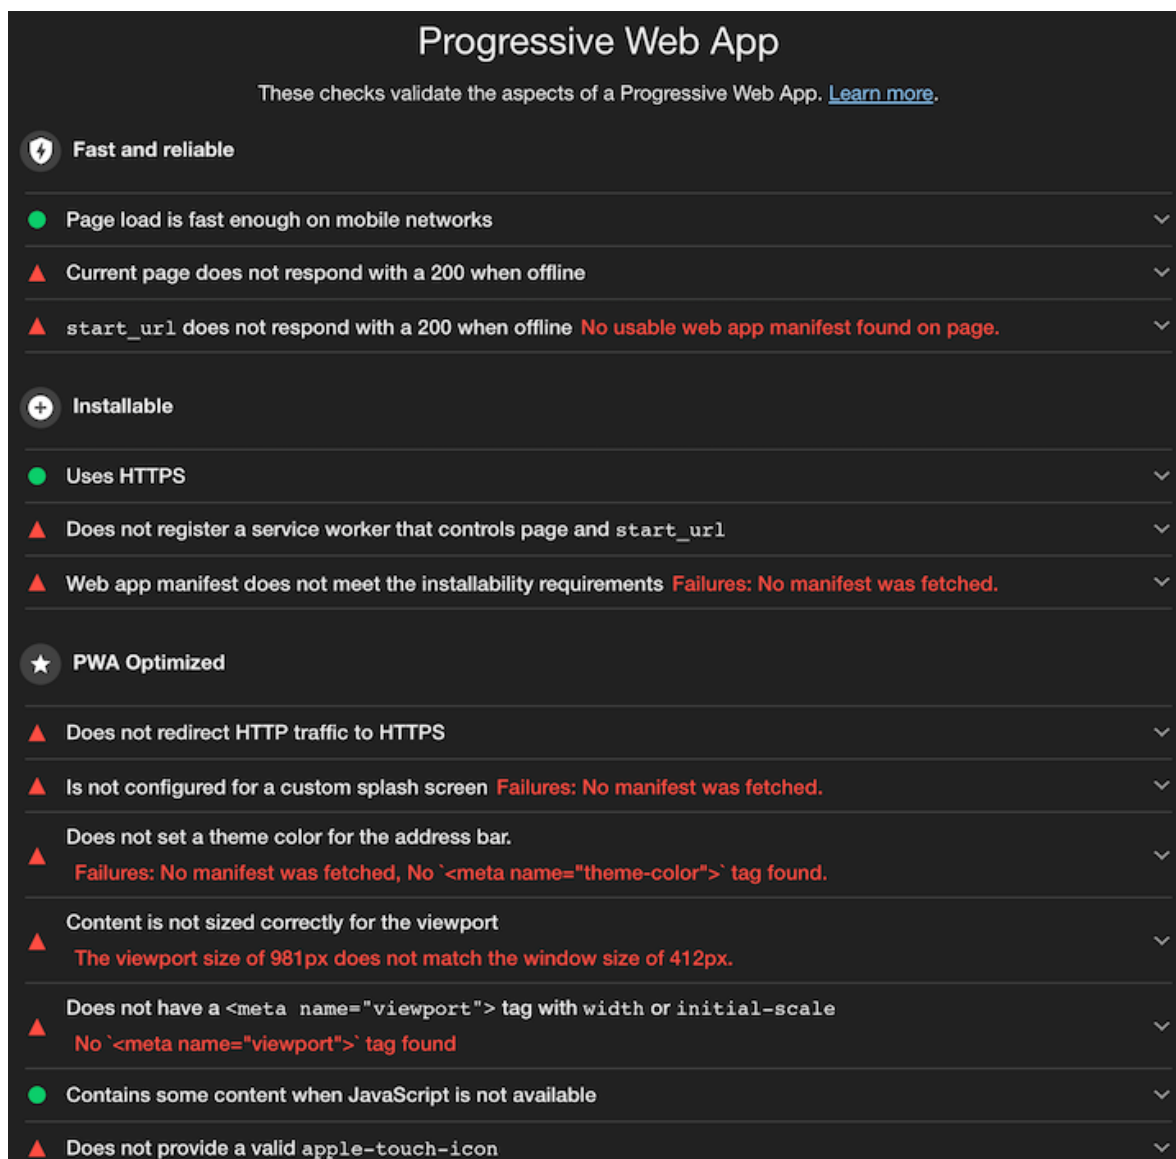 Progressive Web App
These checks validate the aspects of a Progressive Web App. Learn more.
Fast and reliable
Page load is fast enough on mobile networks
Current page does not respond with a 200 when offline
start_url does not respond with a 200 when offline No usable web app manifest found on page.
Installable
Uses HTTPS
Does not register a service worker that controls page and start_url
Web app manifest does not meet the installability requirements Failures: No manifest was fetched.
PWA Optimized
Does not redirect HTTP traffic to HTTPS
Is not configured for a custom splash screen Failures: No manifest was fetched.
Does not set a theme color for the address bar.
Failures: No manifest was fetched, No `<meta name="theme-color">` tag found.
Content is not sized correctly for the viewport
The viewport size of 981px does not match the window size of 412px.
Does not have a <meta name="viewport"> tag with width or initial-scale
No `<meta name="viewport">` tag found
Contains some content when JavaScript is not available
Does not provide a valid apple-touch-icon